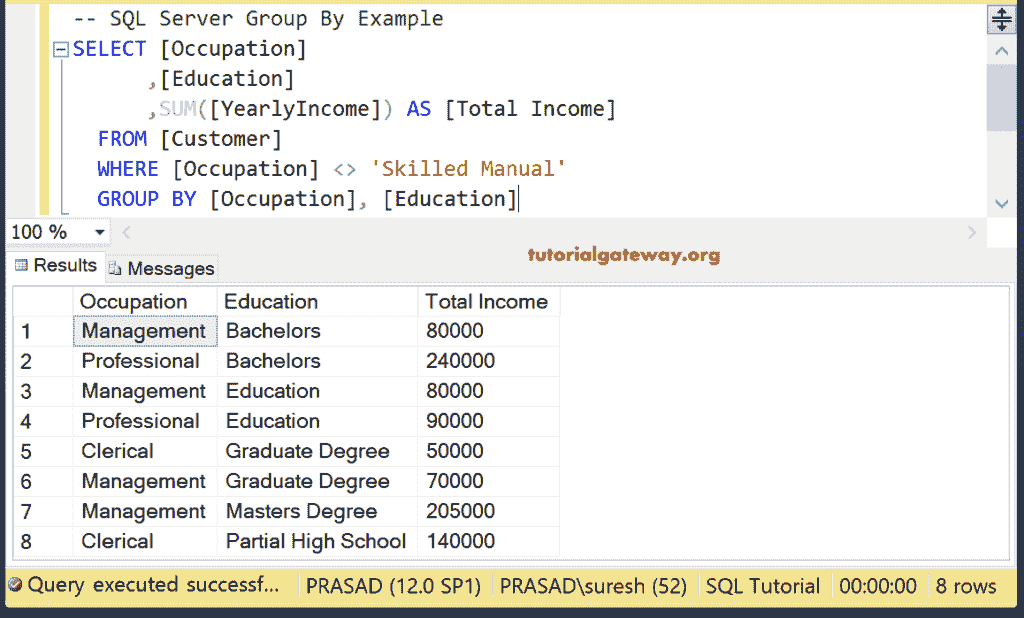 -- SQL Server Group By Example
SELECT [Occupation]
,[Education]
,SUM([YearlyIncome]) AS [Total Income]
FROM [Customer]
WHERE [Occupation] <> 'Skilled Manual'
GROUP BY [Occupation], [Education]
100 %
tutorialgateway.org
Results Messages
Occupation Education Total Income
1 Management Bachelors 80000
2 Professional Bachelors 240000
3 Management Education 80000
4 Professional Education 90000
5 Clerical Graduate Degree 50000
6 Management Graduate Degree 70000
7 Management Masters Degree 205000
8 Clerical Partial High School 140000
Query executed successf... PRASAD (12.0 SP1) PRASAD\suresh (52) SQL Tutorial 00:00:00 8 rows